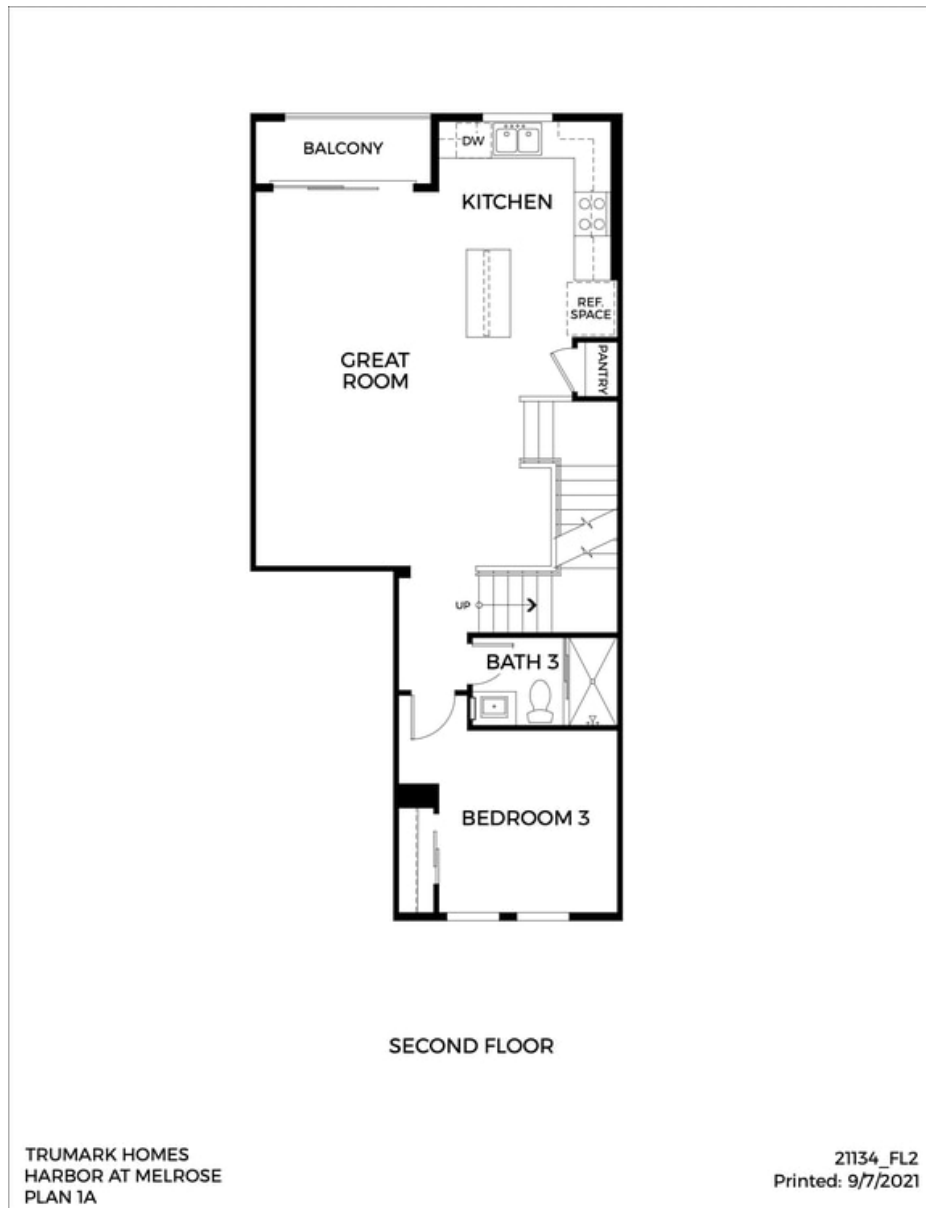 BALCONY
DW
KITCHEN
REF.
SPACE
PANTRY
GREAT
ROOM
UP
BATH 3
BEDROOM 3
SECOND FLOOR
TRUMARK HOMES
HARBOR AT MELROSE
PLAN 1A
21134_FL2
Printed: 9/7/2021